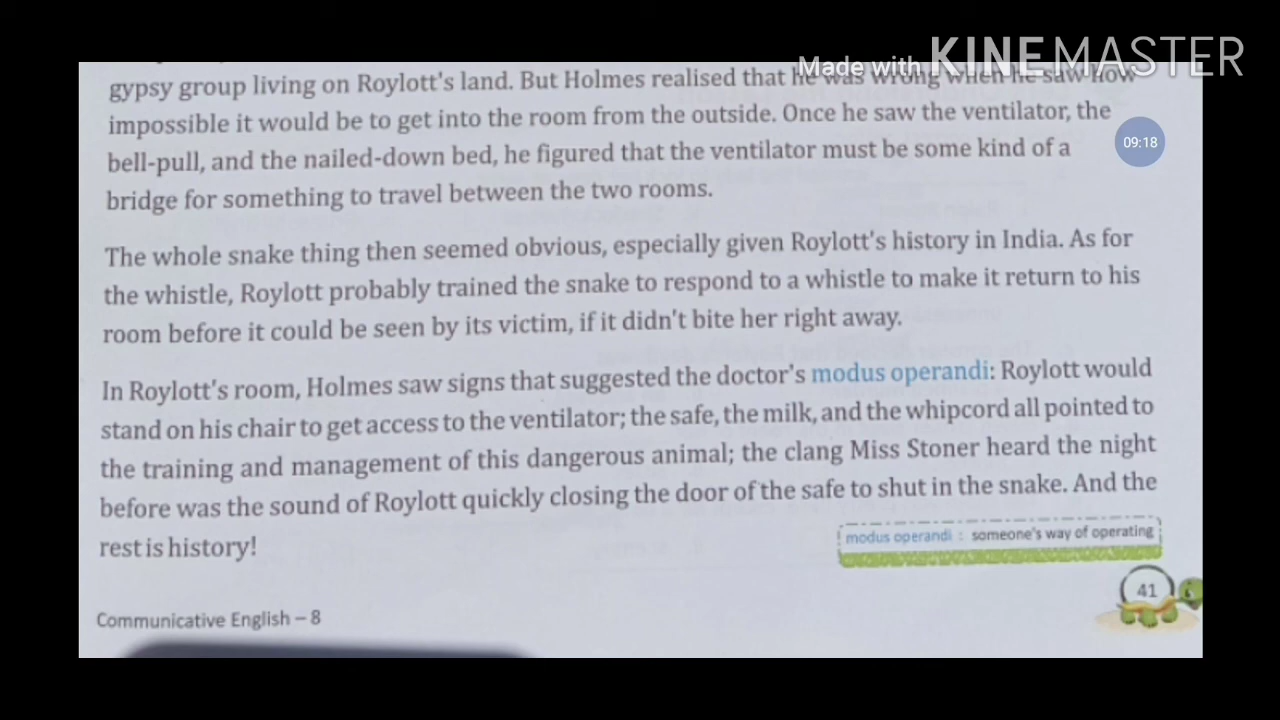 Made with KINEMASTER
gypsy group living on Roylott's land. But Holmes realised that he was wrong when he saw how
impossible it would be to get into the room from the outside. Once he saw the ventilator, the
09:18
bell-pull, and the nailed-down bed, he figured that the ventilator must be some kind of a
bridge for something to travel between the two rooms.
The whole snake thing then seemed obvious, especially given Roylott's history in India. As for
the whistle, Roylott probably trained the snake to respond to a whistle to make it return to his
room before it could be seen by its victim, if it didn't bite her right away.
In Roylott's room, Holmes saw signs that suggested the doctor's modus operandi: Roylott would
stand on his chair to get access to the ventilator; the safe, the milk, and the whipcord all pointed to
the training and management of this dangerous animal; the clang Miss Stoner heard the night
before was the sound of Roylott quickly closing the door of the safe to shut in the snake. And the
rest is history!
modus operandi : someone's way of operating
41
Communicative English – 8